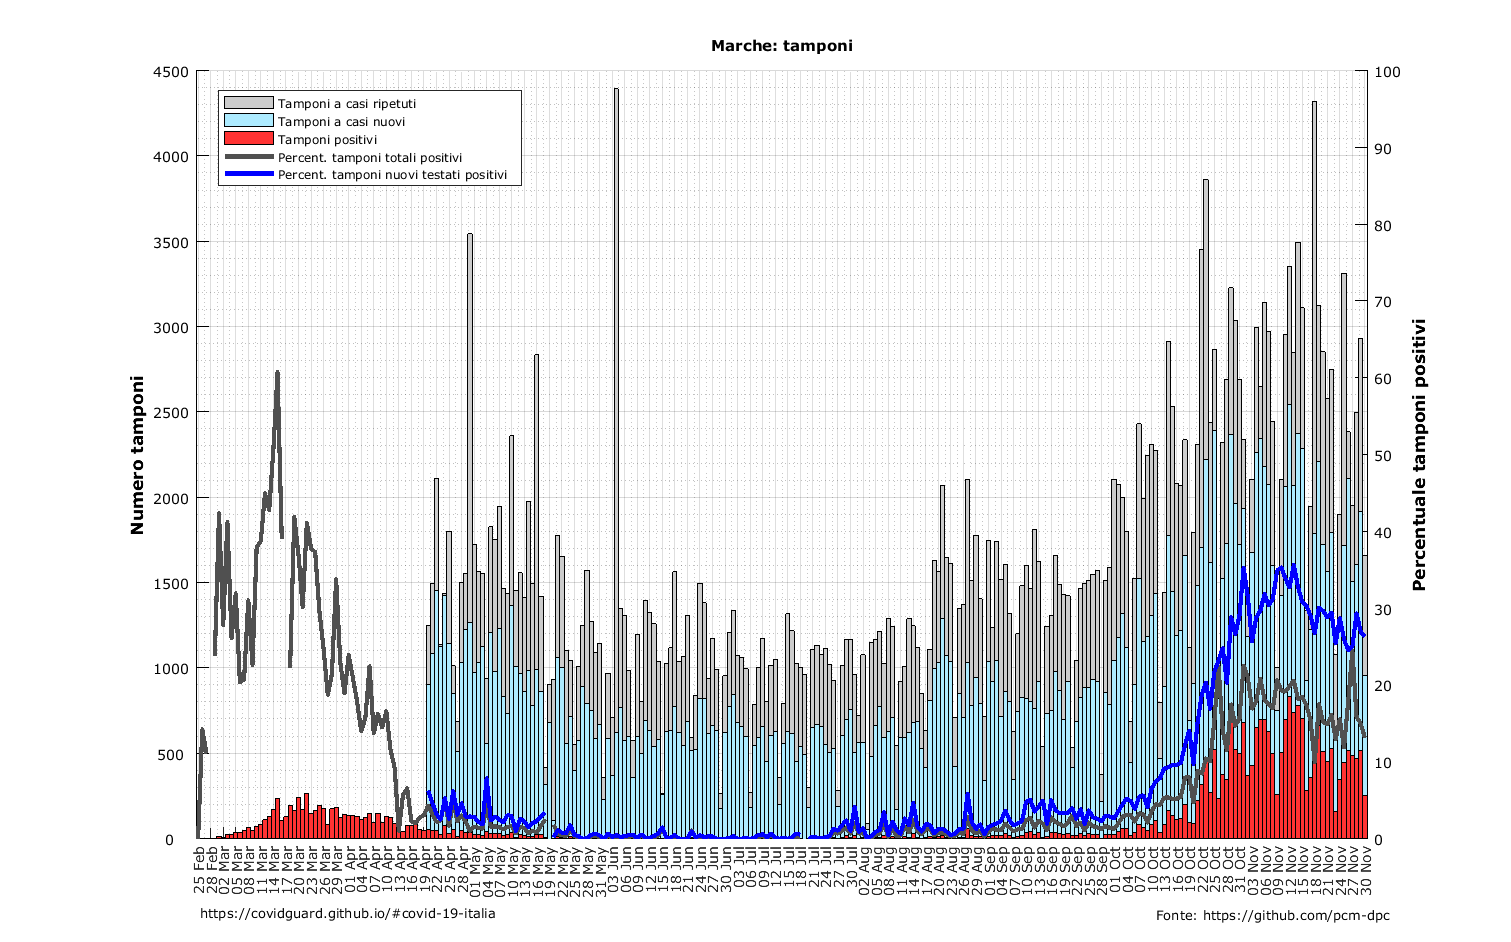 Marche: tamponi
Tamponi a casi ripetuti
Tamponi a casi nuovi
Tamponi positivi
Percent. tamponi totali positivi
Percent. tamponi nuovi testati positivi
Numero tamponi
4500
4000
3500
3000
2500
2000
1500
1000
500
0
Percentuale tamponi positivi
100
90
80
70
60
50
40
30
20
10
0
25 Feb
28 Feb
02 Mar
05 Mar
08 Mar
11 Mar
14 Mar
17 Mar
20 Mar
23 Mar
26 Mar
29 Mar
01 Apr
04 Apr
07 Apr
10 Apr
13 Apr
16 Apr
19 Apr
22 Apr
25 Apr
28 Apr
01 May
04 May
07 May
10 May
13 May
16 May
19 May
22 May
25 May
28 May
31 May
03 Jun
06 Jun
09 Jun
12 Jun
15 Jun
18 Jun
21 Jun
24 Jun
27 Jun
30 Jun
03 Jul
06 Jul
09 Jul
12 Jul
15 Jul
18 Jul
21 Jul
24 Jul
27 Jul
30 Jul
02 Aug
05 Aug
08 Aug
11 Aug
14 Aug
17 Aug
20 Aug
23 Aug
26 Aug
29 Aug
01 Sep
04 Sep
07 Sep
10 Sep
13 Sep
16 Sep
19 Sep
22 Sep
25 Sep
28 Sep
01 Oct
04 Oct
07 Oct
10 Oct
13 Oct
16 Oct
19 Oct
22 Oct
25 Oct
28 Oct
31 Oct
03 Nov
06 Nov
09 Nov
12 Nov
15 Nov
18 Nov
21 Nov
24 Nov
27 Nov
30 Nov
https://covidguard.github.io/#covid-19-italia
Fonte: https://github.com/pcm-dpc